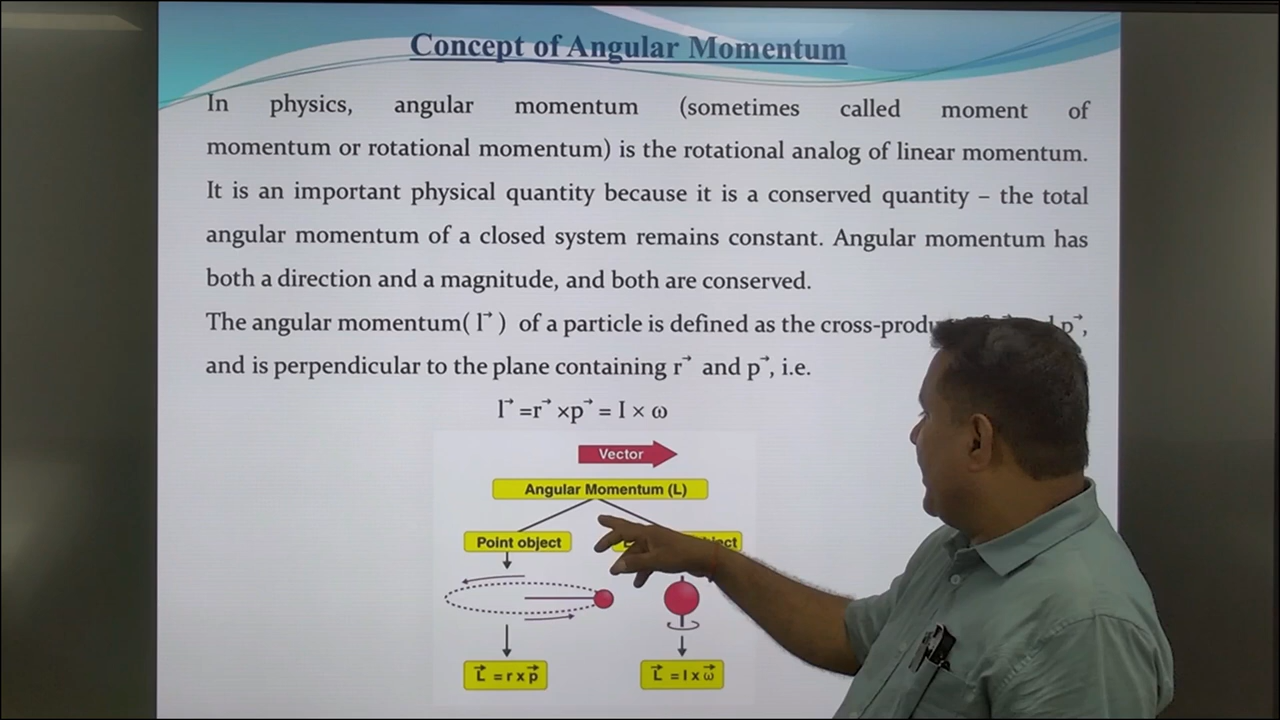 Concept of Angular Momentum
In physics, angular momentum (sometimes called moment of
momentum or rotational momentum) is the rotational analog of linear momentum.
It is an important physical quantity because it is a conserved quantity – the total
angular momentum of a closed system remains constant. Angular momentum has
both a direction and a magnitude, and both are conserved.
The angular momentum( l⃗ ) of a particle is defined as the p⃗,
and is perpendicular to the plane containing r⃗ and p⃗, i.e.
l⃗ =r⃗ ×p⃗ = I × ω
Vector
Angular Momentum (L)
Point object
L⃗ = r x p⃗
L⃗ = I x ω⃗